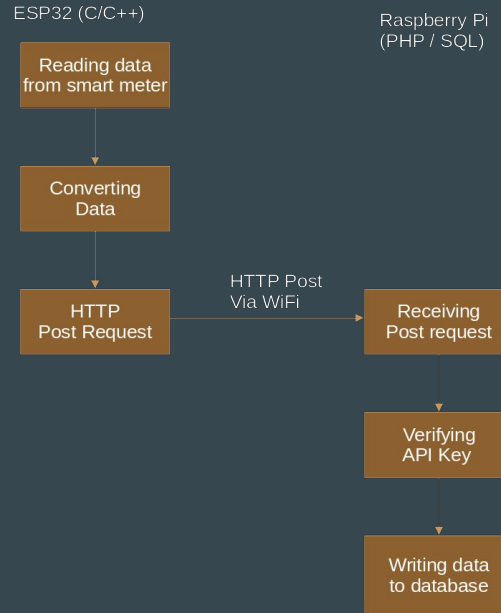 ESP32 (C/C++)
Raspberry Pi
(PHP / SQL)
Reading data
from smart meter
Converting
Data
HTTP
Post Request
HTTP Post
Via WiFi
Receiving
Post request
Verifying
API Key
Writing data
to database